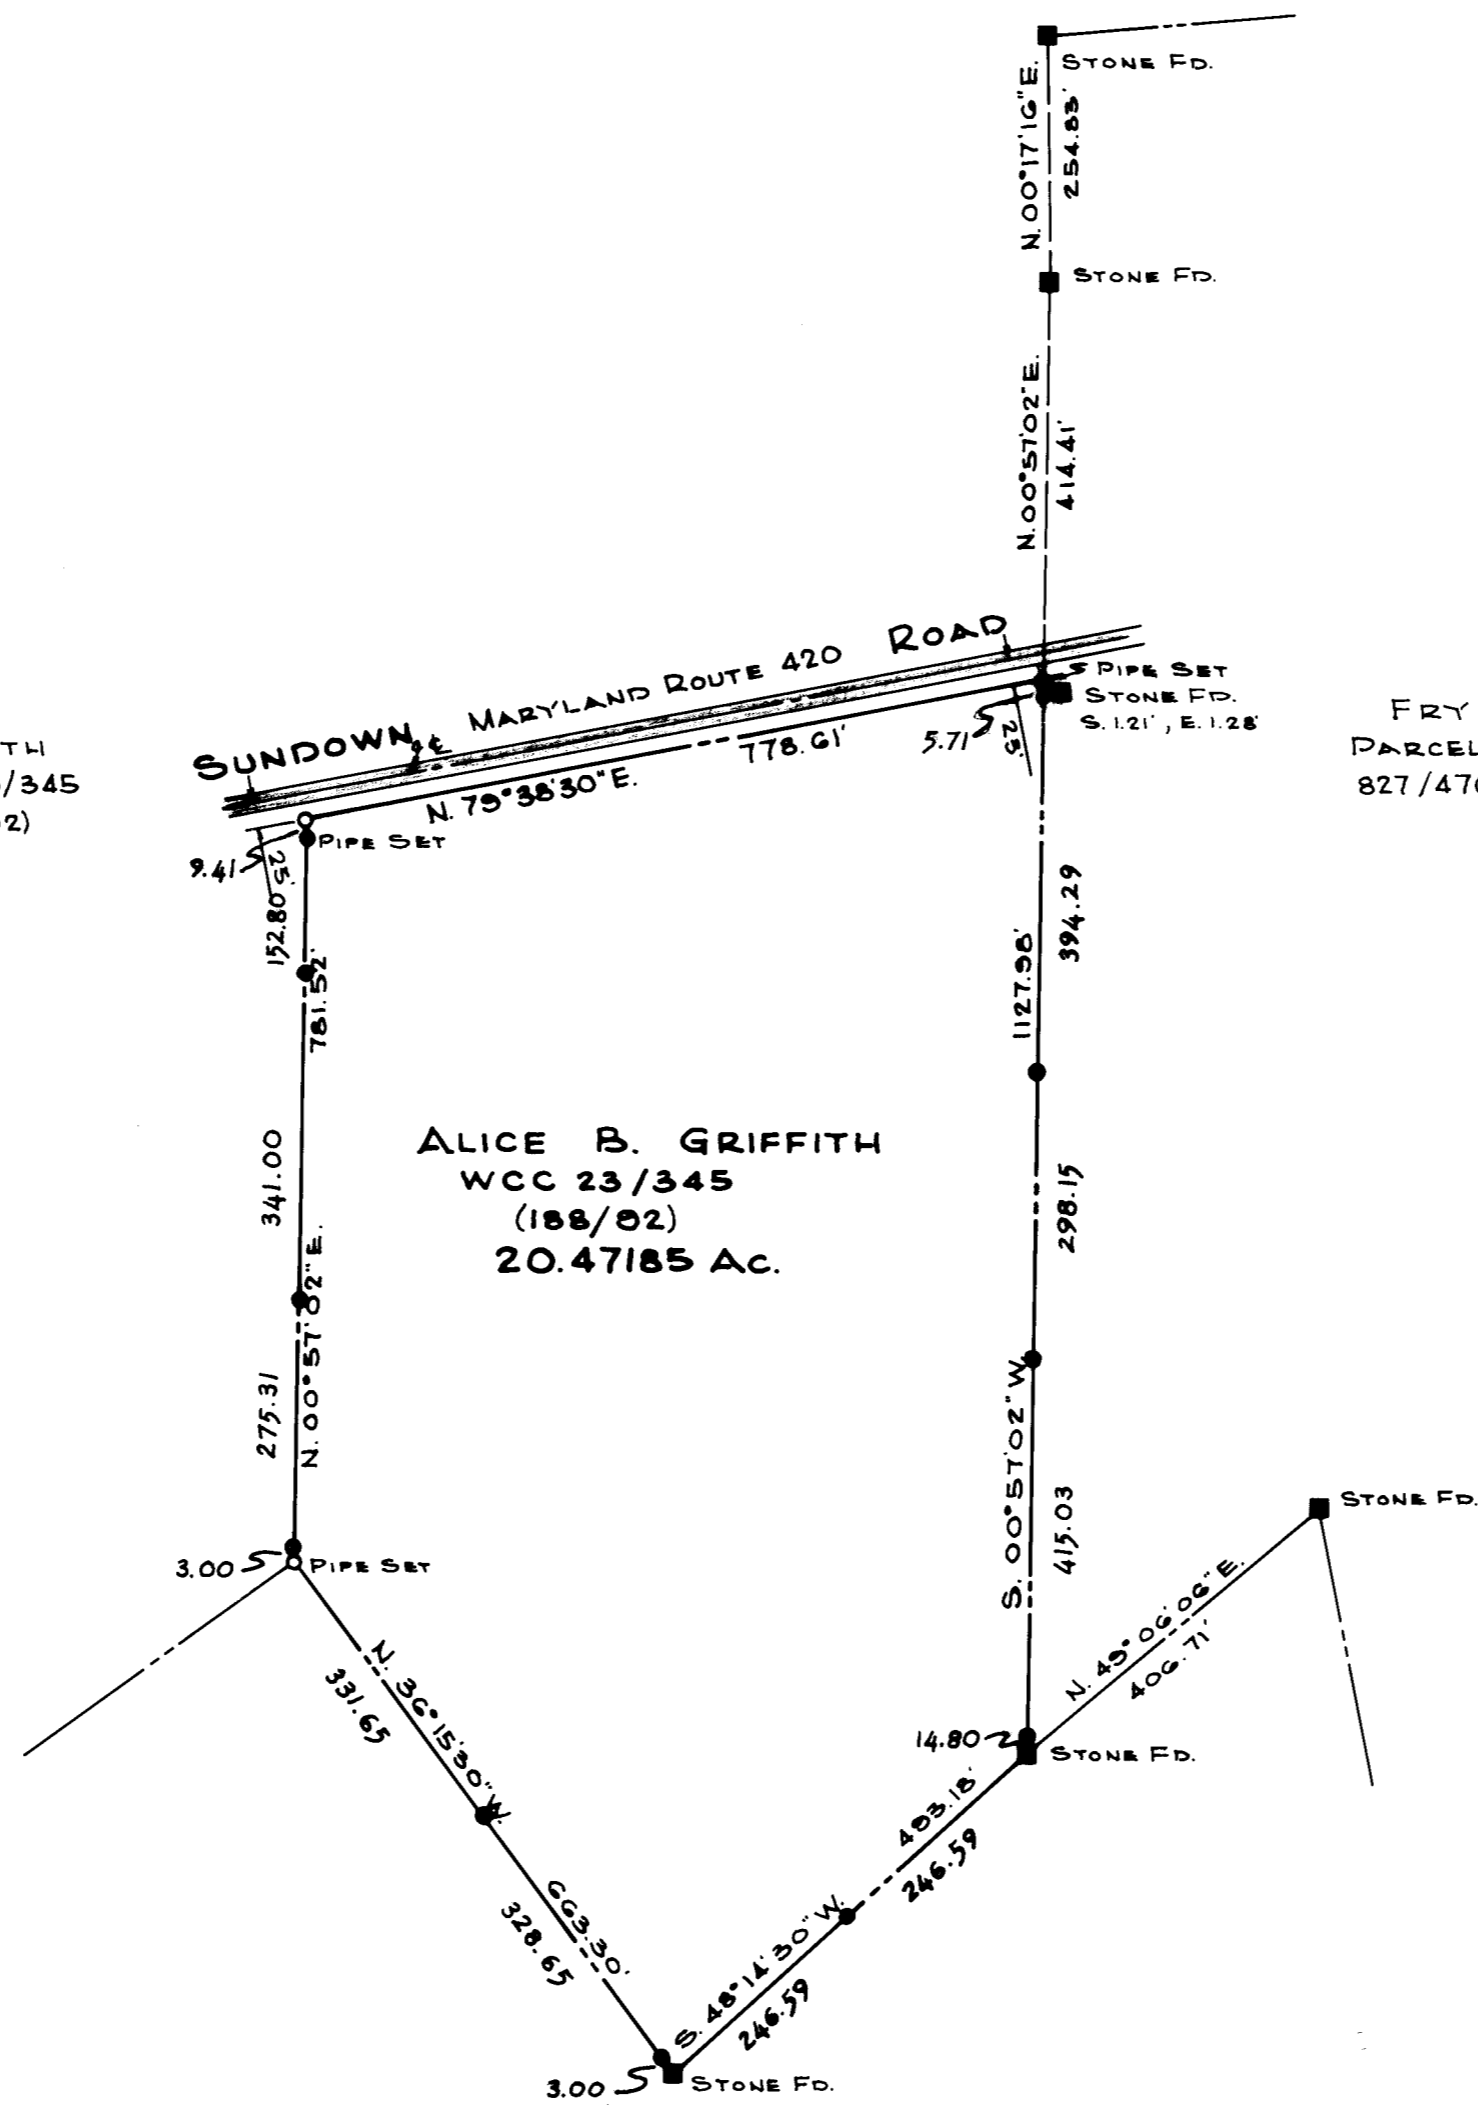 STONE FD.
N.00°17'16"E.
254.83'
STONE FD.
N.00°57'02"E.
414.41'
SUNDOWN ℄ MARYLAND ROUTE 420 ROAD
PIPE SET
STONE FD.
S. 1.21', E. 1.28'
5.71
25'
FRY
PARCEL
827/47
TH
/345
2)
N. 79°38'30"E.
778.61'
PIPE SET
9.41
25'
152.80
781.52'
394.29
1127.98'
ALICE B. GRIFFITH
WCC 23/345
(188/92)
20.47185 AC.
341.00
298.15
N. 00°57'02"E.
275.31
S. 00°57'02"W.
415.03
STONE FD.
3.00
PIPE SET
N. 49°06'06"E.
406.71'
N. 36°15'30"W.
331.65
14.80
STONE FD.
493.18'
246.59
663.30'
328.65
S. 48°14'30"W.
246.59
3.00
STONE FD.